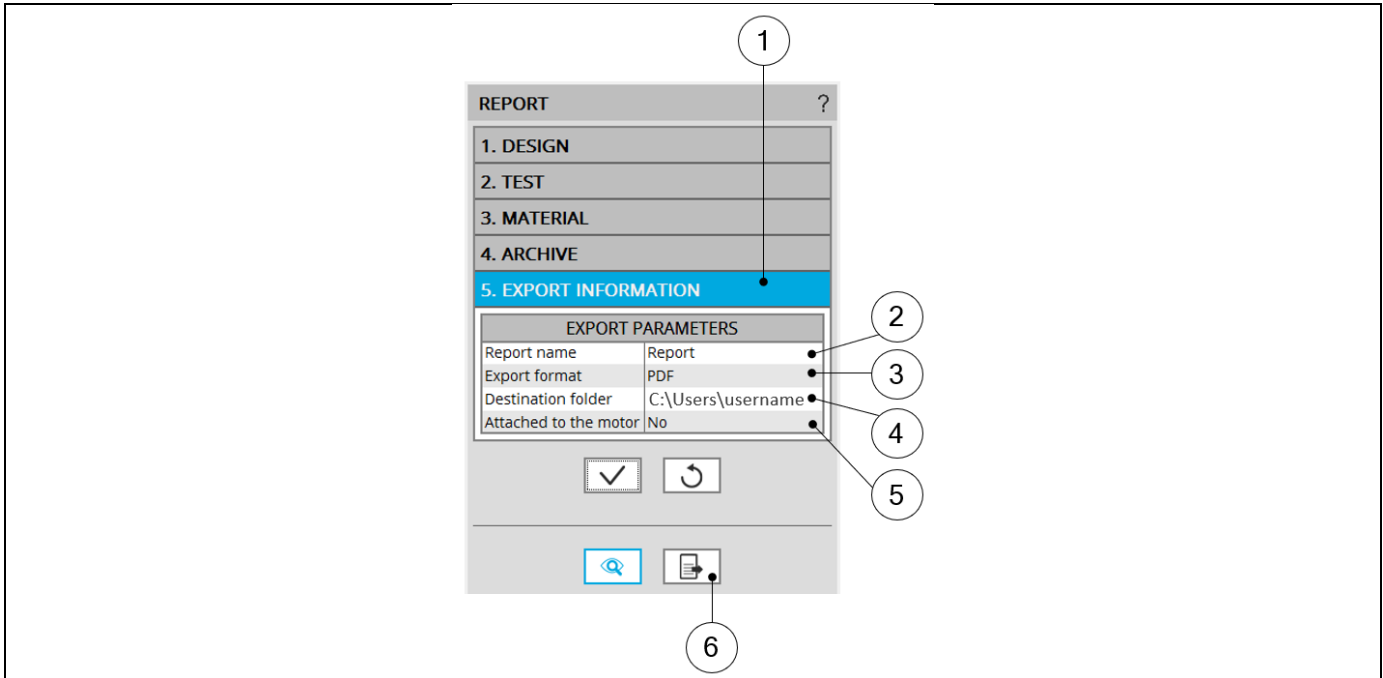 1
REPORT ?
1. DESIGN
2. TEST
3. MATERIAL
4. ARCHIVE
5. EXPORT INFORMATION
EXPORT PARAMETERS
2
Report name Report
Export format PDF
3
Destination folder C:\Users\username
4
Attached to the motor No
5
6